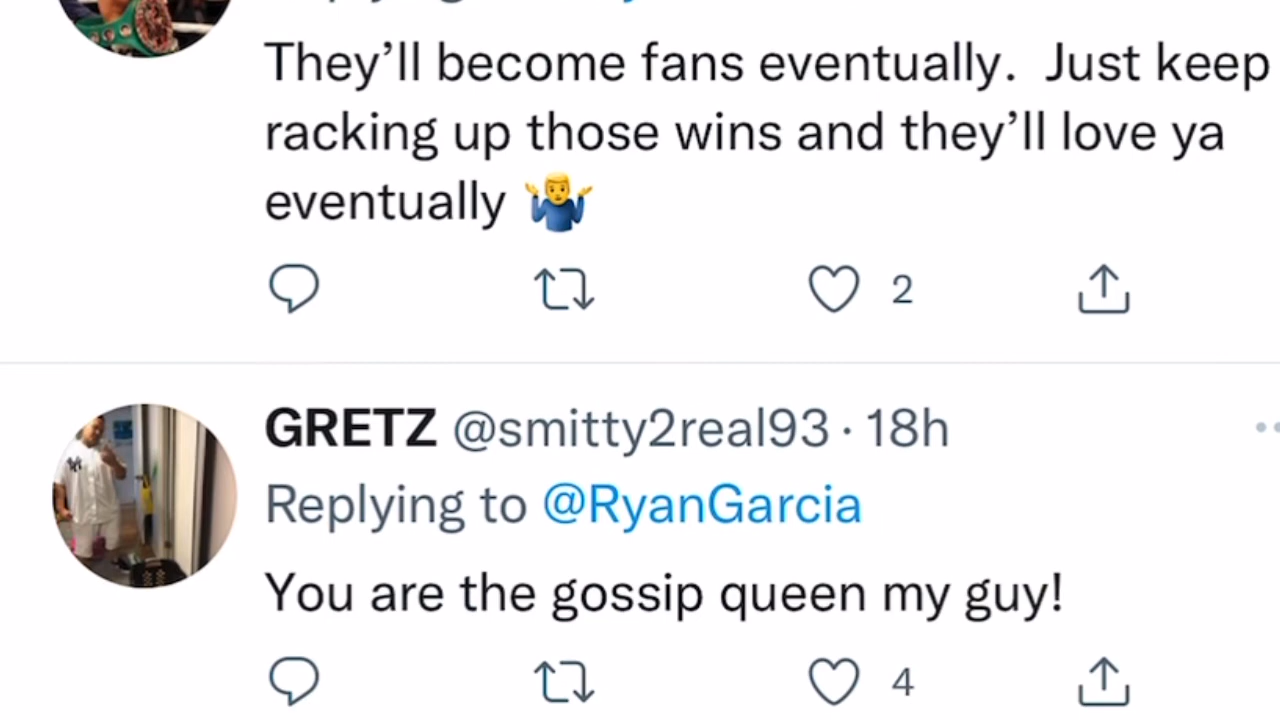 They’ll become fans eventually.  Just keep
racking up those wins and they’ll love ya
eventually 🤷‍♂️
2
GRETZ @smitty2real93 · 18h
Replying to @RyanGarcia
You are the gossip queen my guy!
4